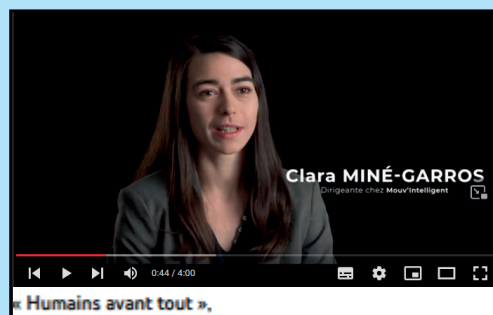 Clara MINÉ-GARROS
Dirigeante chez Mouv'Intelligent
0:44 / 4:00
« Humains avant tout »,